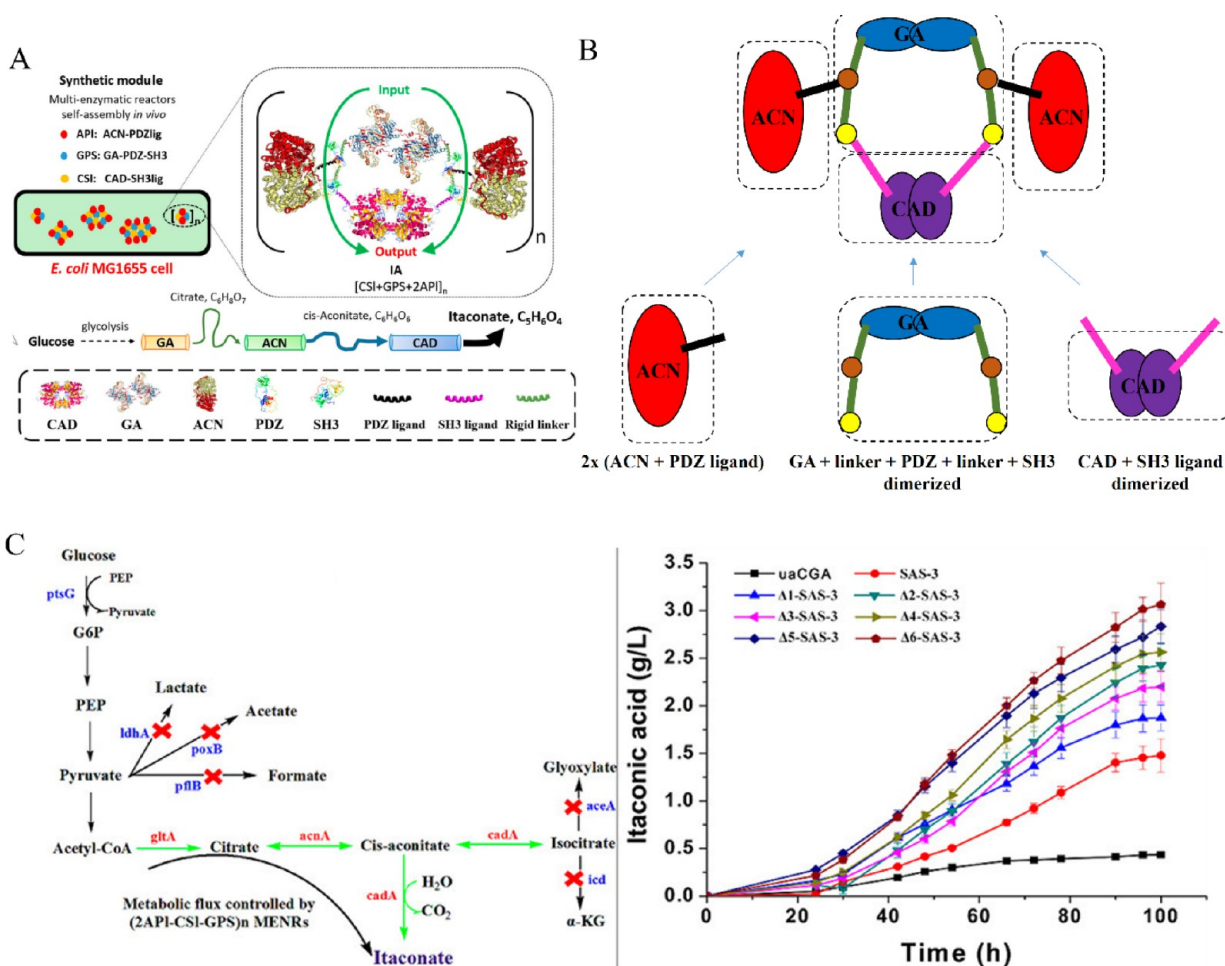 A
Synthetic module
Multi-enzymatic reactors
self-assembly in vivo
API: ACN-PDZlig
GPS: GA-PDZ-SH3
CSI: CAD-SH3lig
[ ]n
E. coli MG1655 cell
Input
Output
n
IA
[CSI+GPS+2API]n
Citrate, C6H8O7
cis-Aconitate, C6H6O6
Itaconate, C5H6O4
Glucose
glycolysis
GA
ACN
CAD
CAD
GA
ACN
PDZ
SH3
PDZ ligand
SH3 ligand
Rigid linker
B
GA
ACN
ACN
CAD
ACN
GA
CAD
2x (ACN + PDZ ligand)
GA + linker + PDZ + linker + SH3
dimerized
CAD + SH3 ligand
dimerized
C
Glucose
ptsG
PEP
Pyruvate
G6P
PEP
Lactate
ldhA
Acetate
poxB
Pyruvate
pflB
Formate
Glyoxylate
aceA
Acetyl-CoA
gltA
Citrate
acnA
Cis-aconitate
cadA
Isocitrate
icd
α-KG
cadA
H2O
CO2
Metabolic flux controlled by
(2API-CSI-GPS)n MENRs
Itaconate
Itaconic acid (g/L)
3.5
3.0
2.5
2.0
1.5
1.0
0.5
0.0
uaCGA
SAS-3
Δ1-SAS-3
Δ2-SAS-3
Δ3-SAS-3
Δ4-SAS-3
Δ5-SAS-3
Δ6-SAS-3
0 20 40 60 80 100
Time (h)